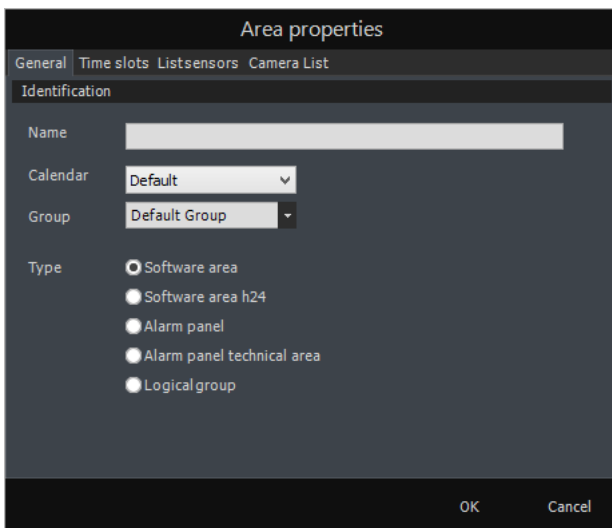 Area properties
General Time slots Listsensors Camera List
Identification
Name
Calendar Default
Group Default Group
Type Software area
Software area h24
Alarm panel
Alarm panel technical area
Logical group
OK Cancel